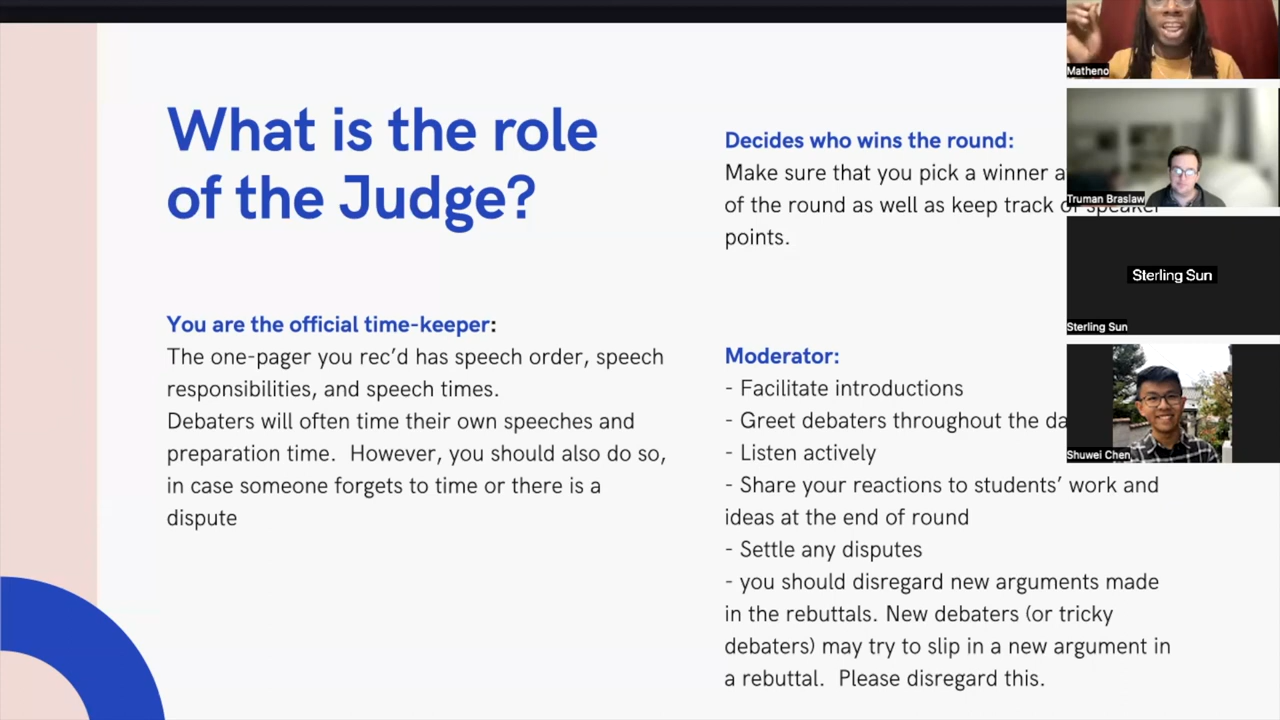 What is the role
of the Judge?
You are the official time-keeper:
The one-pager you rec’d has speech order, speech
responsibilities, and speech times.
Debaters will often time their own speeches and
preparation time.  However, you should also do so,
in case someone forgets to time or there is a
dispute
Decides who wins the round:
Make sure that you pick a winner a
of the round as well as keep track of speaker
points.
Moderator:
- Facilitate introductions
- Greet debaters throughout the da
- Listen actively
- Share your reactions to students’ work and
ideas at the end of round
- Settle any disputes
- you should disregard new arguments made
in the rebuttals. New debaters (or tricky
debaters) may try to slip in a new argument in
a rebuttal.  Please disregard this.
Matheno
Truman Braslaw
Sterling Sun
Sterling Sun
Shuwei Chen